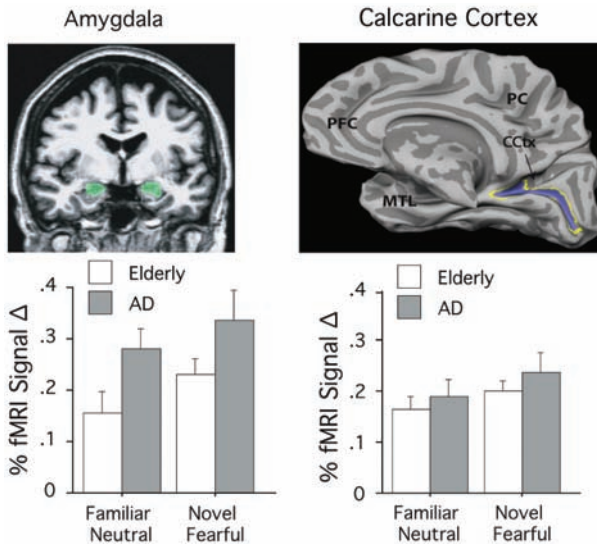 Amygdala
Calcarine Cortex
PFC
PC
CCtx
MTL
% fMRI Signal Δ
.4
.3
.2
.1
0
Elderly
AD
Familiar
Neutral
Novel
Fearful
% fMRI Signal Δ
.4
.3
.2
.1
0
Elderly
AD
Familiar
Neutral
Novel
Fearful